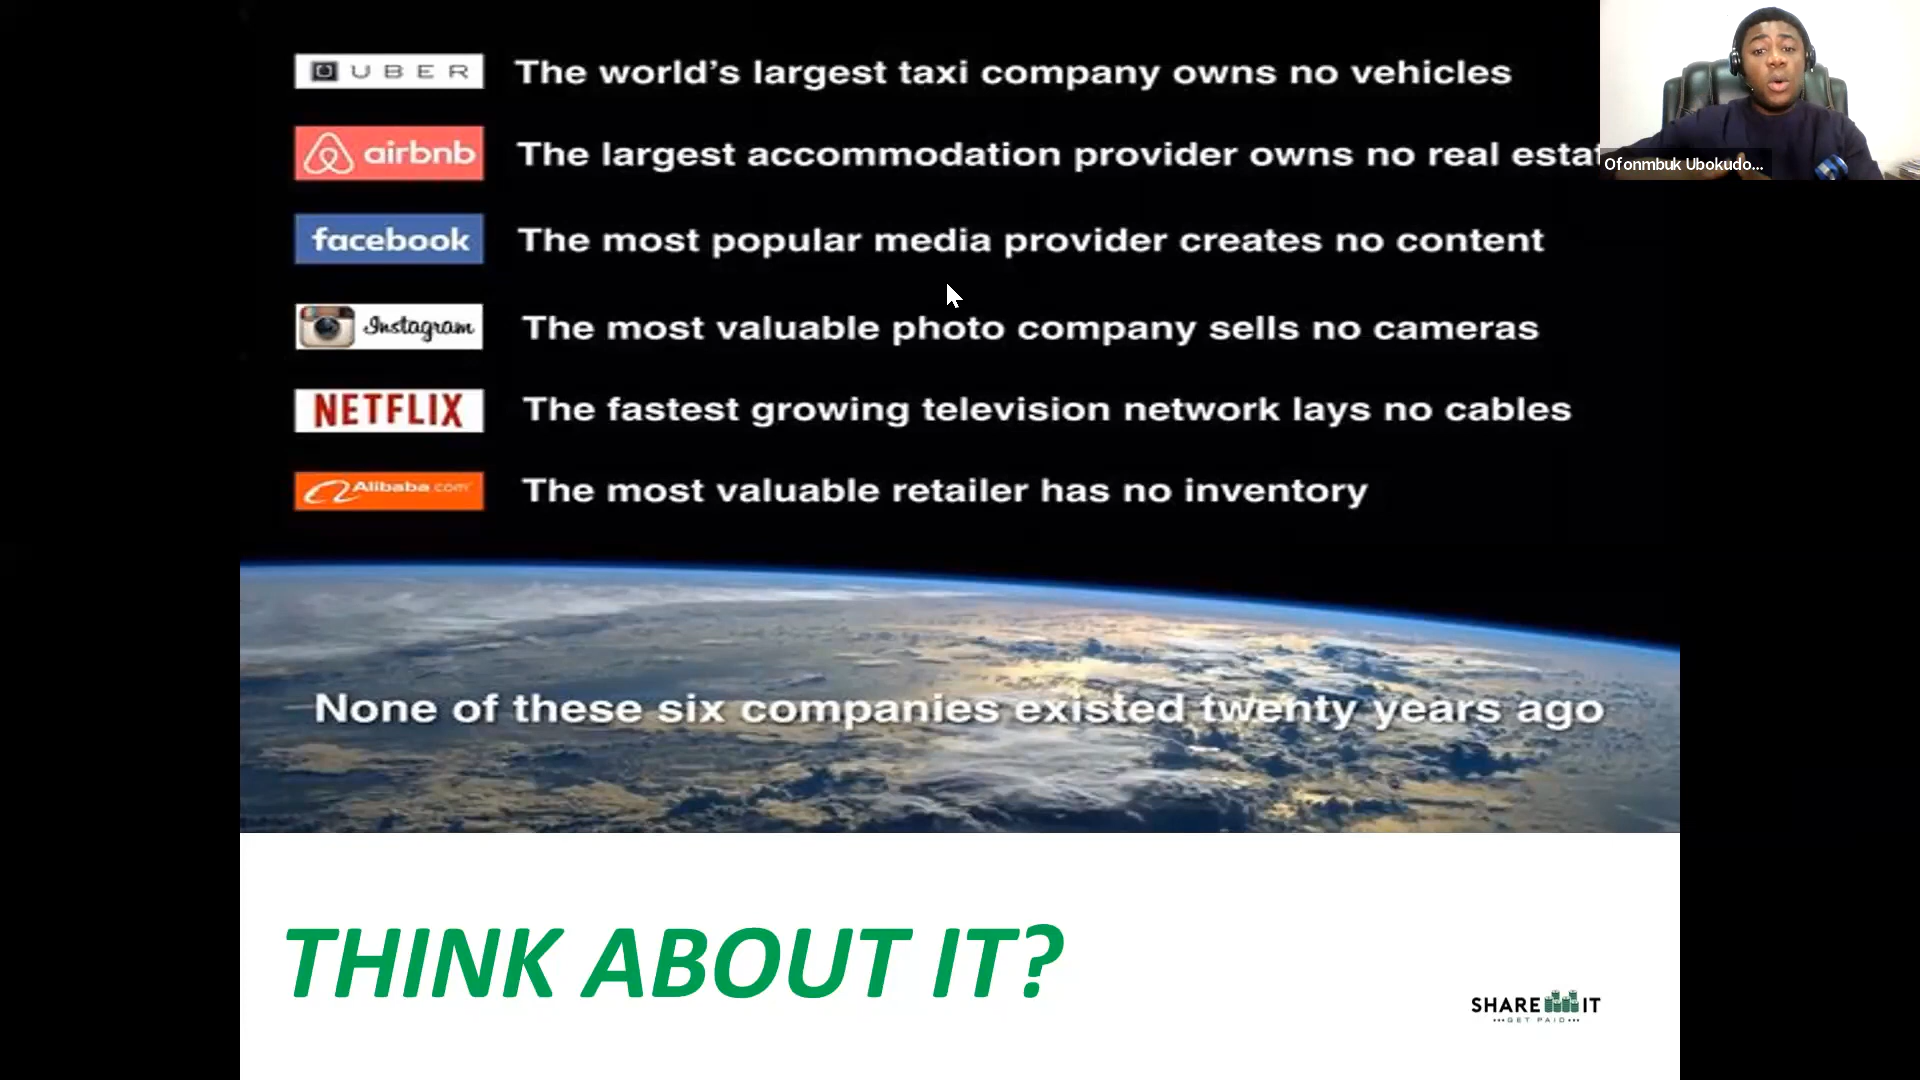 UBER The world's largest taxi company owns no vehicles
airbnb The largest accommodation provider owns no real estat
Ofonmbuk Ubokudo...
facebook The most popular media provider creates no content
Instagram The most valuable photo company sells no cameras
NETFLIX The fastest growing television network lays no cables
Alibaba.com The most valuable retailer has no inventory
None of these six companies existed twenty years ago
THINK ABOUT IT?
SHARE IT
•••GET PAID•••